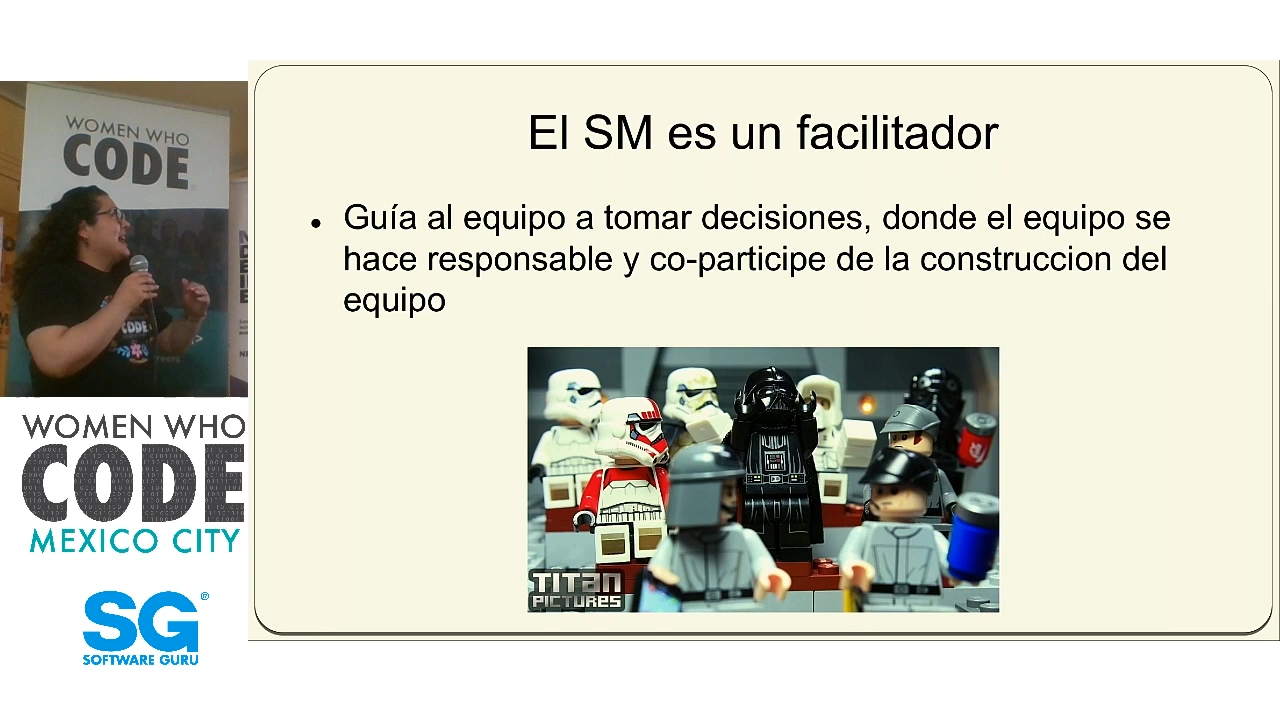 WOMEN WHO
CODE
CODE
WOMEN WHO
CODE
MEXICO CITY
SG®
SOFTWARE GURU
El SM es un facilitador
● Guía al equipo a tomar decisiones, donde el equipo se
hace responsable y co-participe de la construccion del
equipo
TITAN
PICTURES